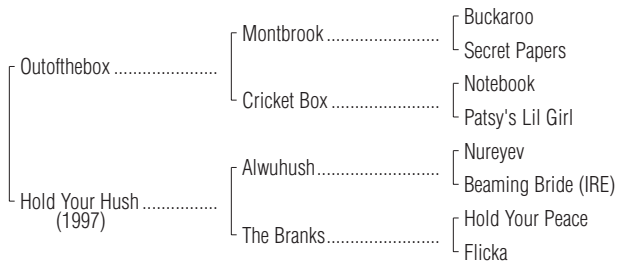 Buckaroo
Montbrook
Secret Papers
Outofthebox
Notebook
Cricket Box
Patsy's Lil Girl
Nureyev
Alwuhush
Beaming Bride (IRE)
Hold Your Hush
(1997)
Hold Your Peace
The Branks
Flicka